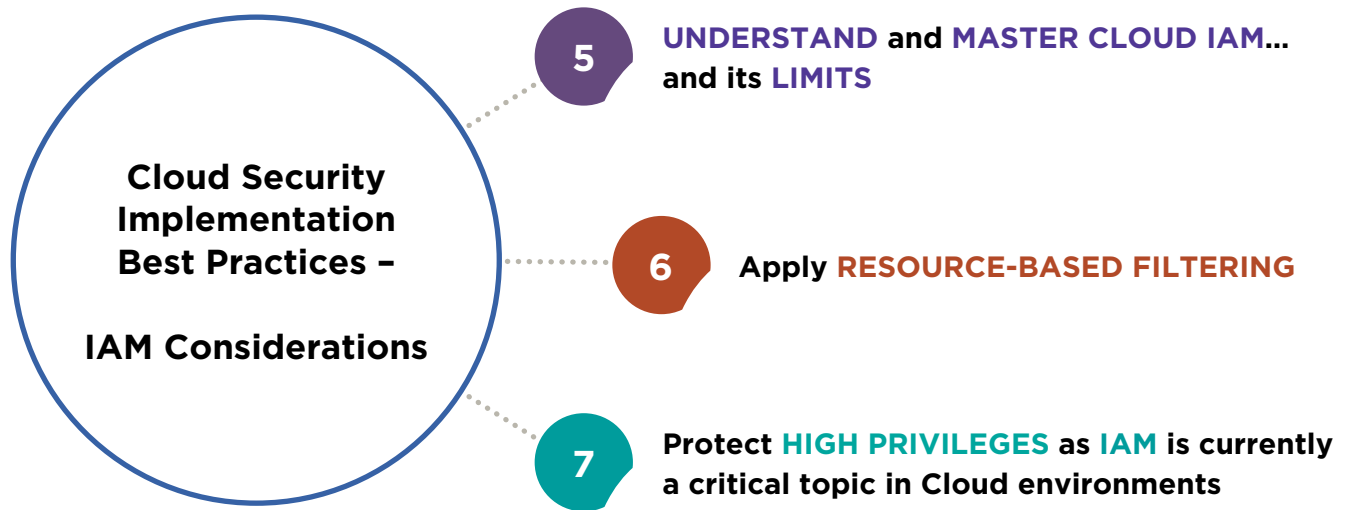 Cloud Security
Implementation
Best Practices –
IAM Considerations
5
UNDERSTAND and MASTER CLOUD IAM...
and its LIMITS
6
Apply RESOURCE-BASED FILTERING
7
Protect HIGH PRIVILEGES as IAM is currently
a critical topic in Cloud environments